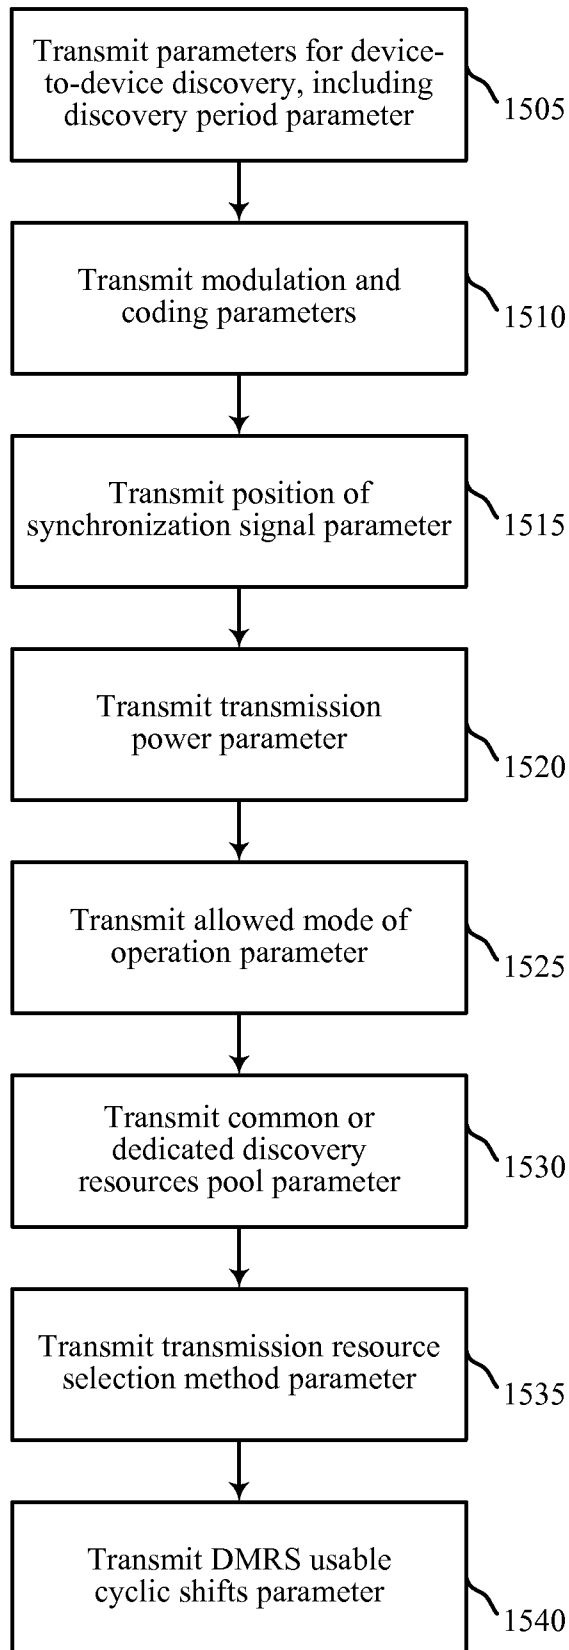 Transmit parameters for device-
to-device discovery, including
discovery period parameter
1505
Transmit modulation and
coding parameters
1510
Transmit position of
synchronization signal parameter
1515
Transmit transmission
power parameter
1520
Transmit allowed mode of
operation parameter
1525
Transmit common or
dedicated discovery
resources pool parameter
1530
Transmit transmission resource
selection method parameter
1535
Transmit DMRS usable
cyclic shifts parameter
1540